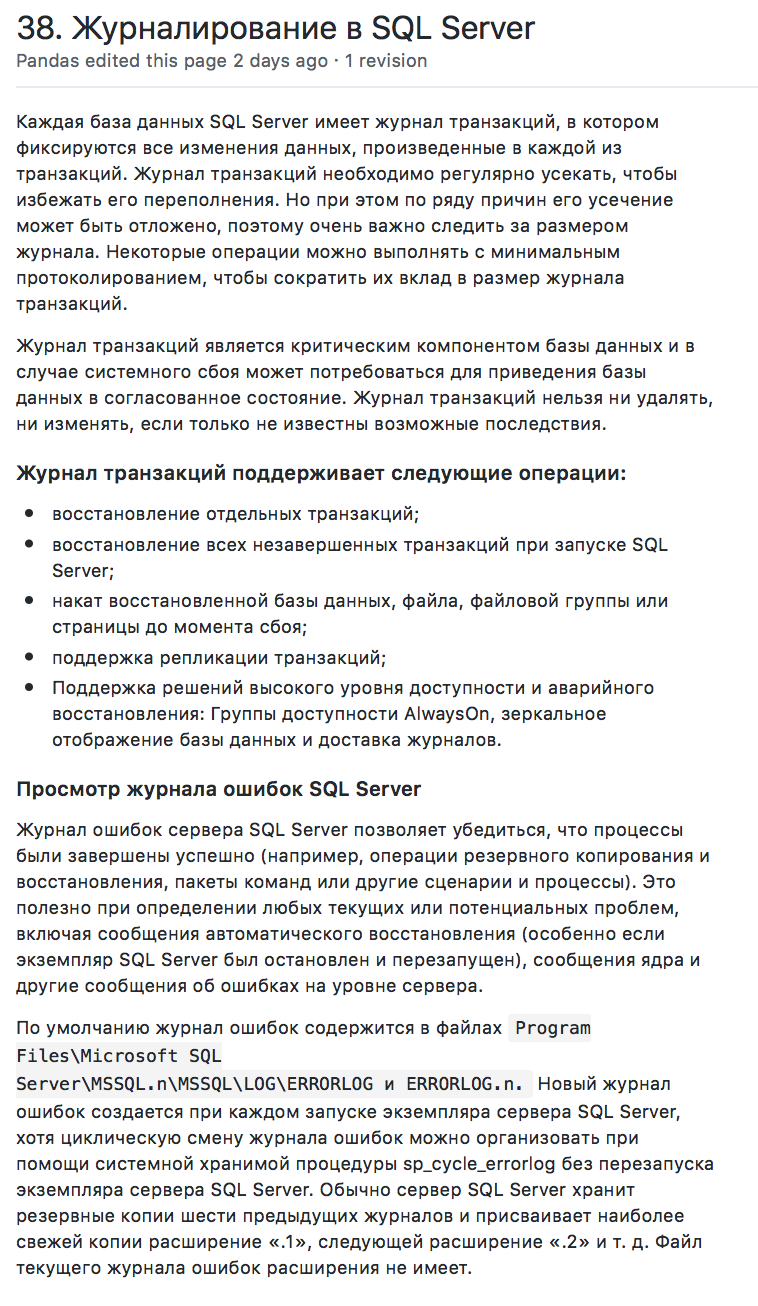 38. Журналирование в SQL Server
Pandas edited this page 2 days ago · 1 revision
Каждая база данных SQL Server имеет журнал транзакций, в котором
фиксируются все изменения данных, произведенные в каждой из
транзакций. Журнал транзакций необходимо регулярно усекать, чтобы
избежать его переполнения. Но при этом по ряду причин его усечение
может быть отложено, поэтому очень важно следить за размером
журнала. Некоторые операции можно выполнять с минимальным
протоколированием, чтобы сократить их вклад в размер журнала
транзакций.
Журнал транзакций является критическим компонентом базы данных и в
случае системного сбоя может потребоваться для приведения базы
данных в согласованное состояние. Журнал транзакций нельзя ни удалять,
ни изменять, если только не известны возможные последствия.
Журнал транзакций поддерживает следующие операции:
• восстановление отдельных транзакций;
• восстановление всех незавершенных транзакций при запуске SQL
Server;
• накат восстановленной базы данных, файла, файловой группы или
страницы до момента сбоя;
• поддержка репликации транзакций;
• Поддержка решений высокого уровня доступности и аварийного
восстановления: Группы доступности AlwaysOn, зеркальное
отображение базы данных и доставка журналов.
Просмотр журнала ошибок SQL Server
Журнал ошибок сервера SQL Server позволяет убедиться, что процессы
были завершены успешно (например, операции резервного копирования и
восстановления, пакеты команд или другие сценарии и процессы). Это
полезно при определении любых текущих или потенциальных проблем,
включая сообщения автоматического восстановления (особенно если
экземпляр SQL Server был остановлен и перезапущен), сообщения ядра и
другие сообщения об ошибках на уровне сервера.
По умолчанию журнал ошибок содержится в файлах Program
Files\Microsoft SQL
Server\MSSQL.n\MSSQL\LOG\ERRORLOG и ERRORLOG.n. Новый журнал
ошибок создается при каждом запуске экземпляра сервера SQL Server,
хотя циклическую смену журнала ошибок можно организовать при
помощи системной хранимой процедуры sp_cycle_errorlog без перезапуска
экземпляра сервера SQL Server. Обычно сервер SQL Server хранит
резервные копии шести предыдущих журналов и присваивает наиболее
свежей копии расширение «.1», следующей расширение «.2» и т. д. Файл
текущего журнала ошибок расширения не имеет.